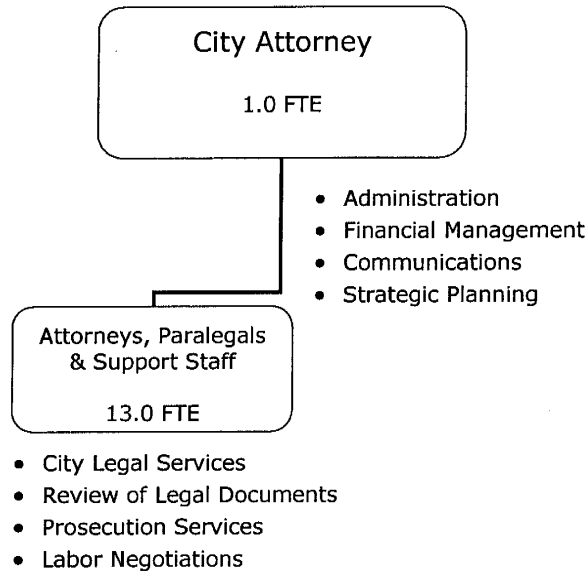 City Attorney
1.0 FTE
• Administration
• Financial Management
• Communications
• Strategic Planning
Attorneys, Paralegals
& Support Staff
13.0 FTE
• City Legal Services
• Review of Legal Documents
• Prosecution Services
• Labor Negotiations